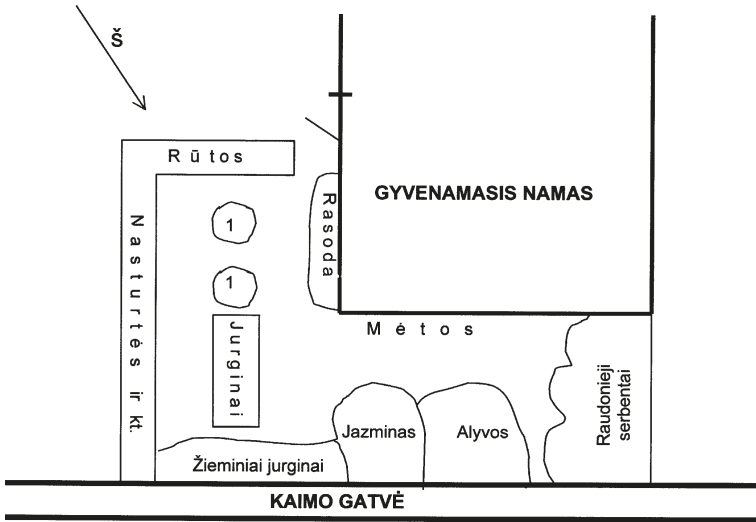 Š
Rūtos
GYVENAMASIS NAMAS
Rasoda
Nasturtės ir kt.
1
1
Jurginai
Mėtos
Raudonieji
serbentai
Jazminas
Alyvos
Žieminiai jurginai
KAIMO GATVĖ